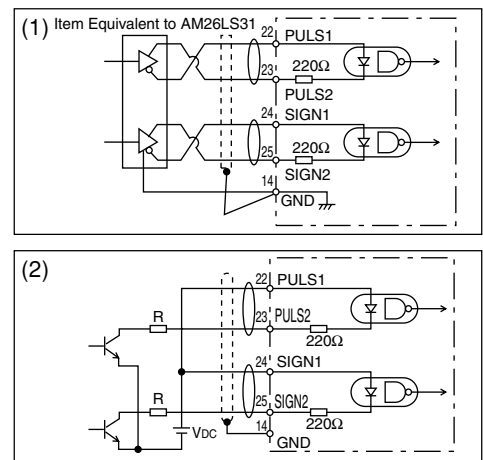 (1) Item Equivalent to AM26LS31
22 PULS1
220Ω
23
PULS2
24
SIGN1
220Ω
25
SIGN2
14
GND
(2)
22 PULS1
R
PULS2
23
220Ω
24 SIGN1
R
25 SIGN2
220Ω
VDC
14
GND